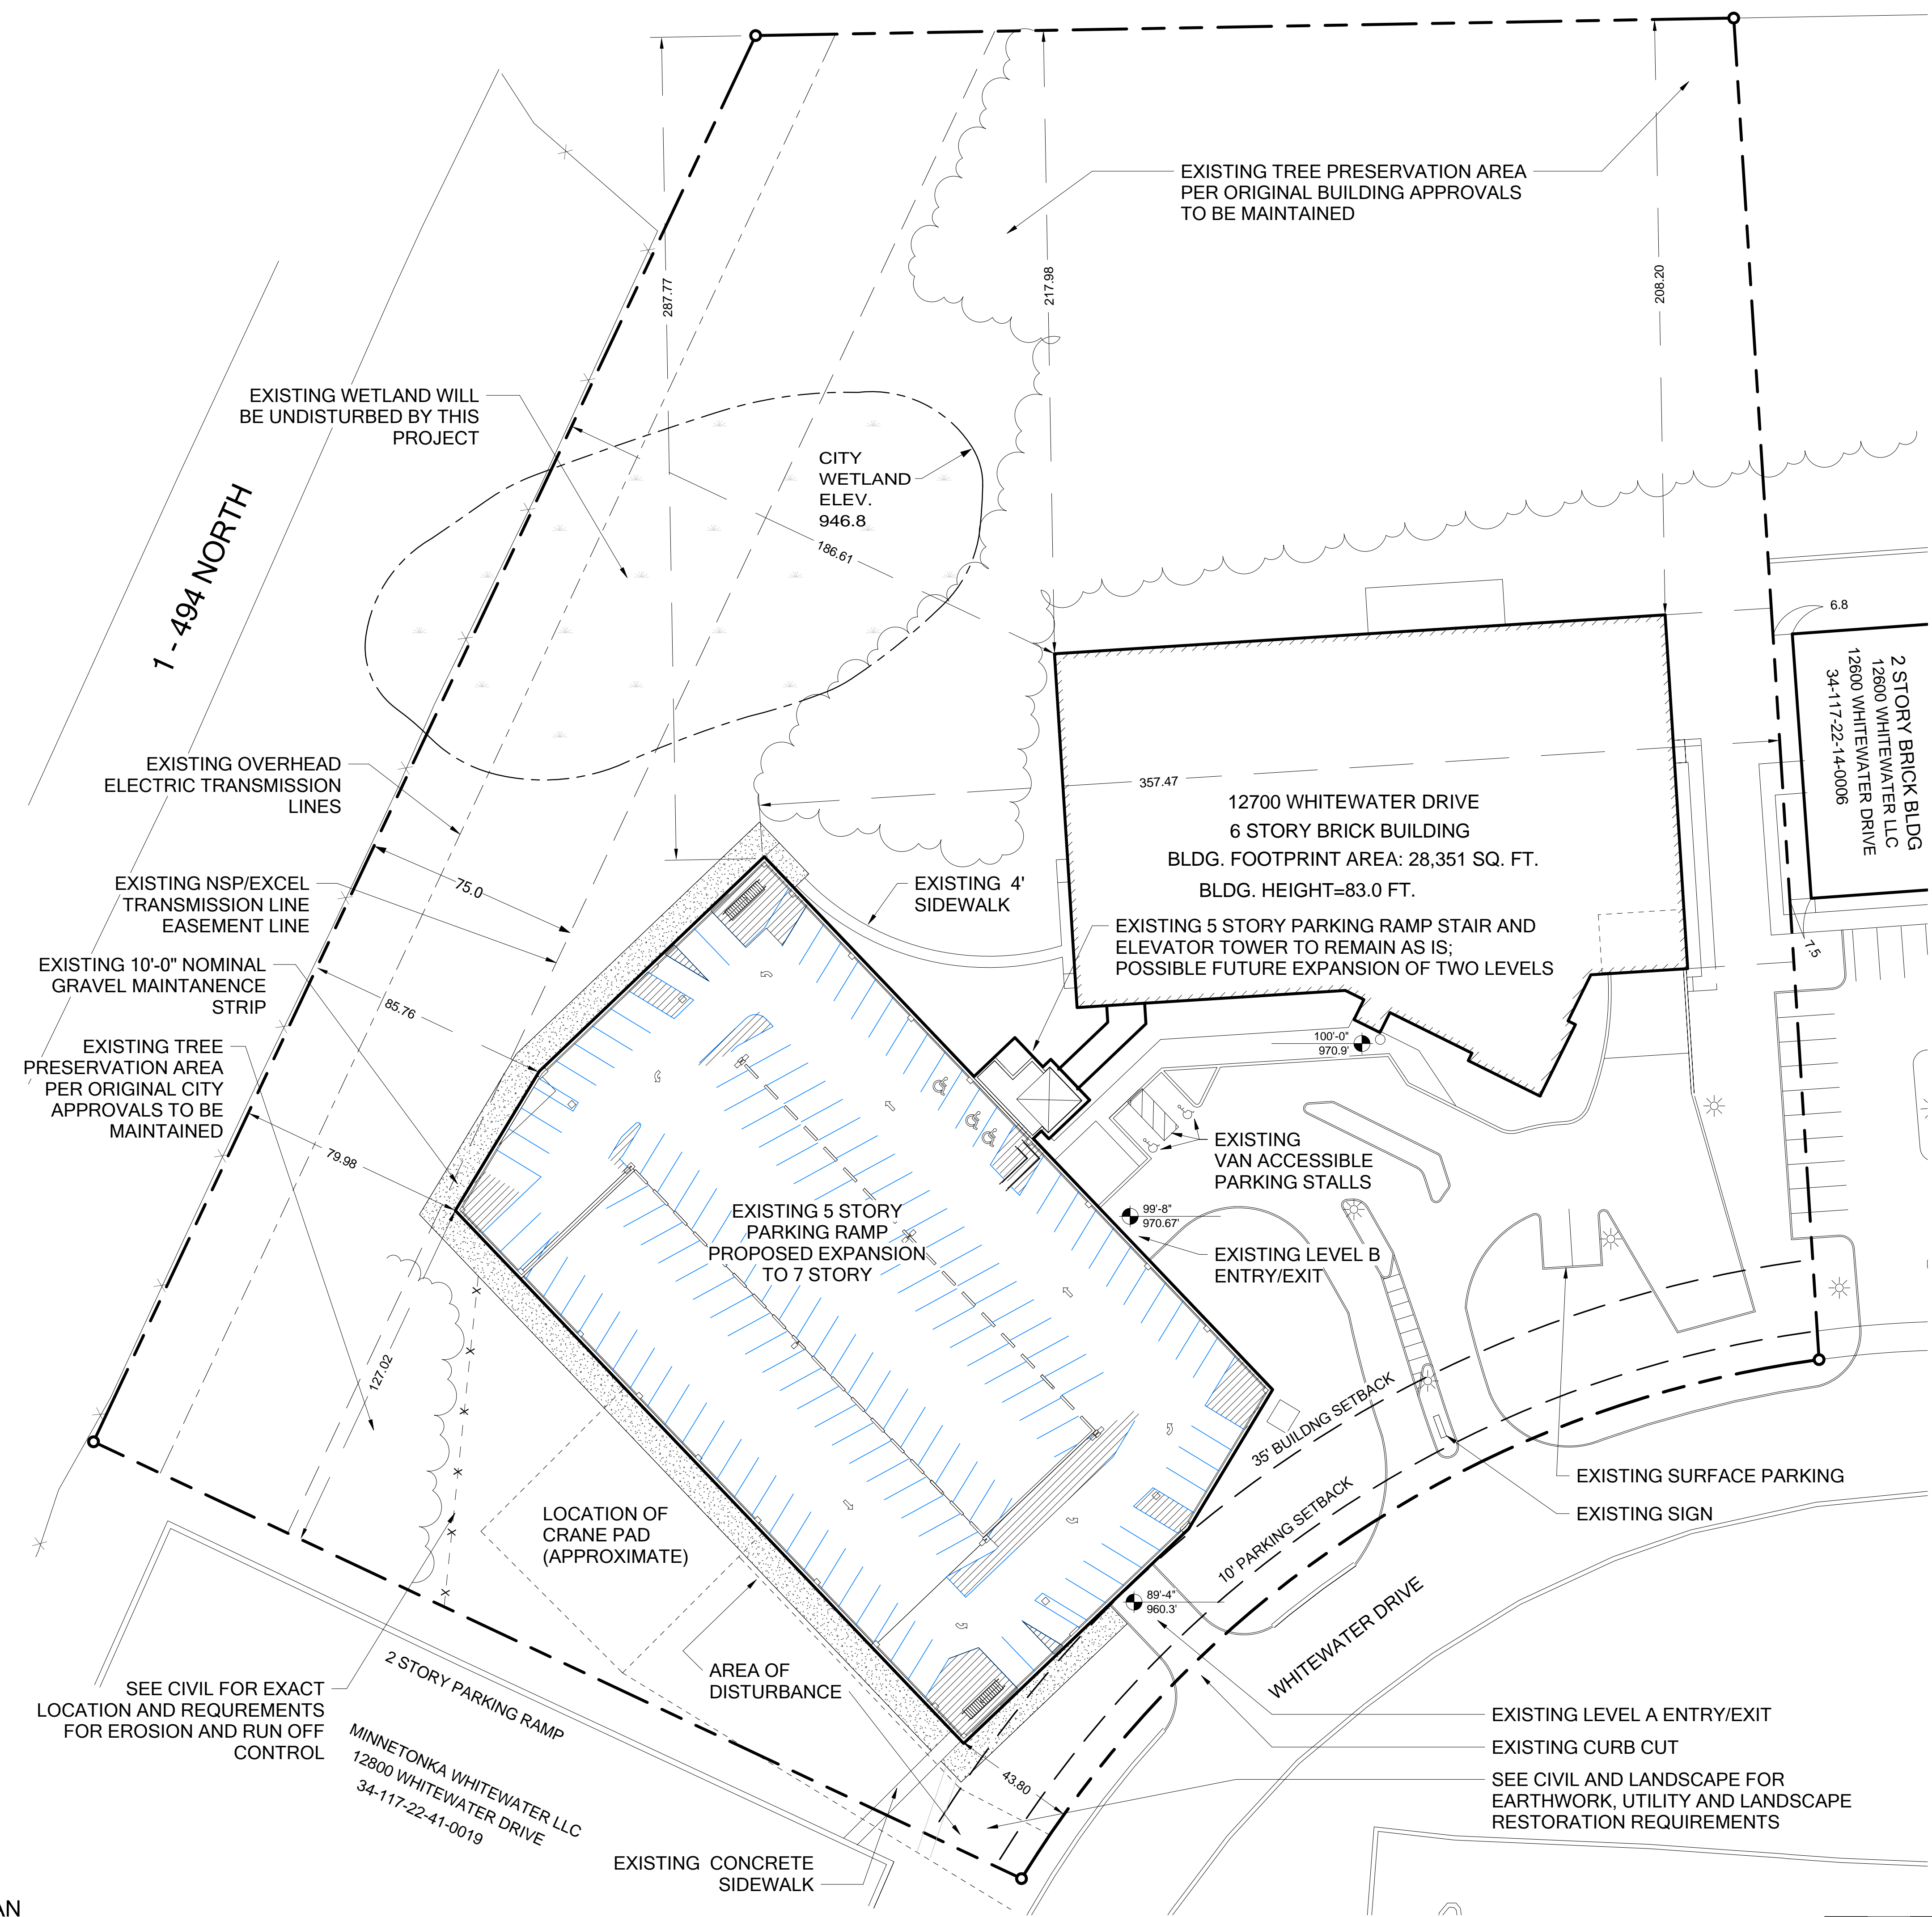 EXISTING TREE PRESERVATION AREA
PER ORIGINAL BUILDING APPROVALS
TO BE MAINTAINED
287.77
217.98
208.20
EXISTING WETLAND WILL
BE UNDISTURBED BY THIS
PROJECT
CITY
WETLAND
ELEV.
946.8
186.61
1 - 494 NORTH
6.8
2 STORY BRICK BLDG
12600 WHITEWATER LLC
12600 WHITEWATER DRIVE
34-117-22-14-0006
7.5
EXISTING OVERHEAD
ELECTRIC TRANSMISSION
LINES
357.47
12700 WHITEWATER DRIVE
6 STORY BRICK BUILDING
BLDG. FOOTPRINT AREA: 28,351 SQ. FT.
BLDG. HEIGHT=83.0 FT.
EXISTING NSP/EXCEL
TRANSMISSION LINE
EASEMENT LINE
75.0
EXISTING 4'
SIDEWALK
EXISTING 5 STORY PARKING RAMP STAIR AND
ELEVATOR TOWER TO REMAIN AS IS;
POSSIBLE FUTURE EXPANSION OF TWO LEVELS
EXISTING 10'-0" NOMINAL
GRAVEL MAINTANENCE
STRIP
85.76
100'-0"
970.9'
EXISTING TREE
PRESERVATION AREA
PER ORIGINAL CITY
APPROVALS TO BE
MAINTAINED
79.98
EXISTING
VAN ACCESSIBLE
PARKING STALLS
99'-8"
970.67'
EXISTING 5 STORY
PARKING RAMP
PROPOSED EXPANSION
TO 7 STORY
EXISTING LEVEL B
ENTRY/EXIT
127.02
35' BUILDNG SETBACK
10' PARKING SETBACK
EXISTING SURFACE PARKING
EXISTING SIGN
LOCATION OF
CRANE PAD
(APPROXIMATE)
89'-4"
960.3'
WHITEWATER DRIVE
AREA OF
DISTURBANCE
2 STORY PARKING RAMP
SEE CIVIL FOR EXACT
LOCATION AND REQUREMENTS
FOR EROSION AND RUN OFF
CONTROL
MINNETONKA WHITEWATER LLC
12800 WHITEWATER DRIVE
34-117-22-41-0019
EXISTING LEVEL A ENTRY/EXIT
EXISTING CURB CUT
43.80
SEE CIVIL AND LANDSCAPE FOR
EARTHWORK, UTILITY AND LANDSCAPE
RESTORATION REQUIREMENTS
EXISTING CONCRETE
SIDEWALK
AN